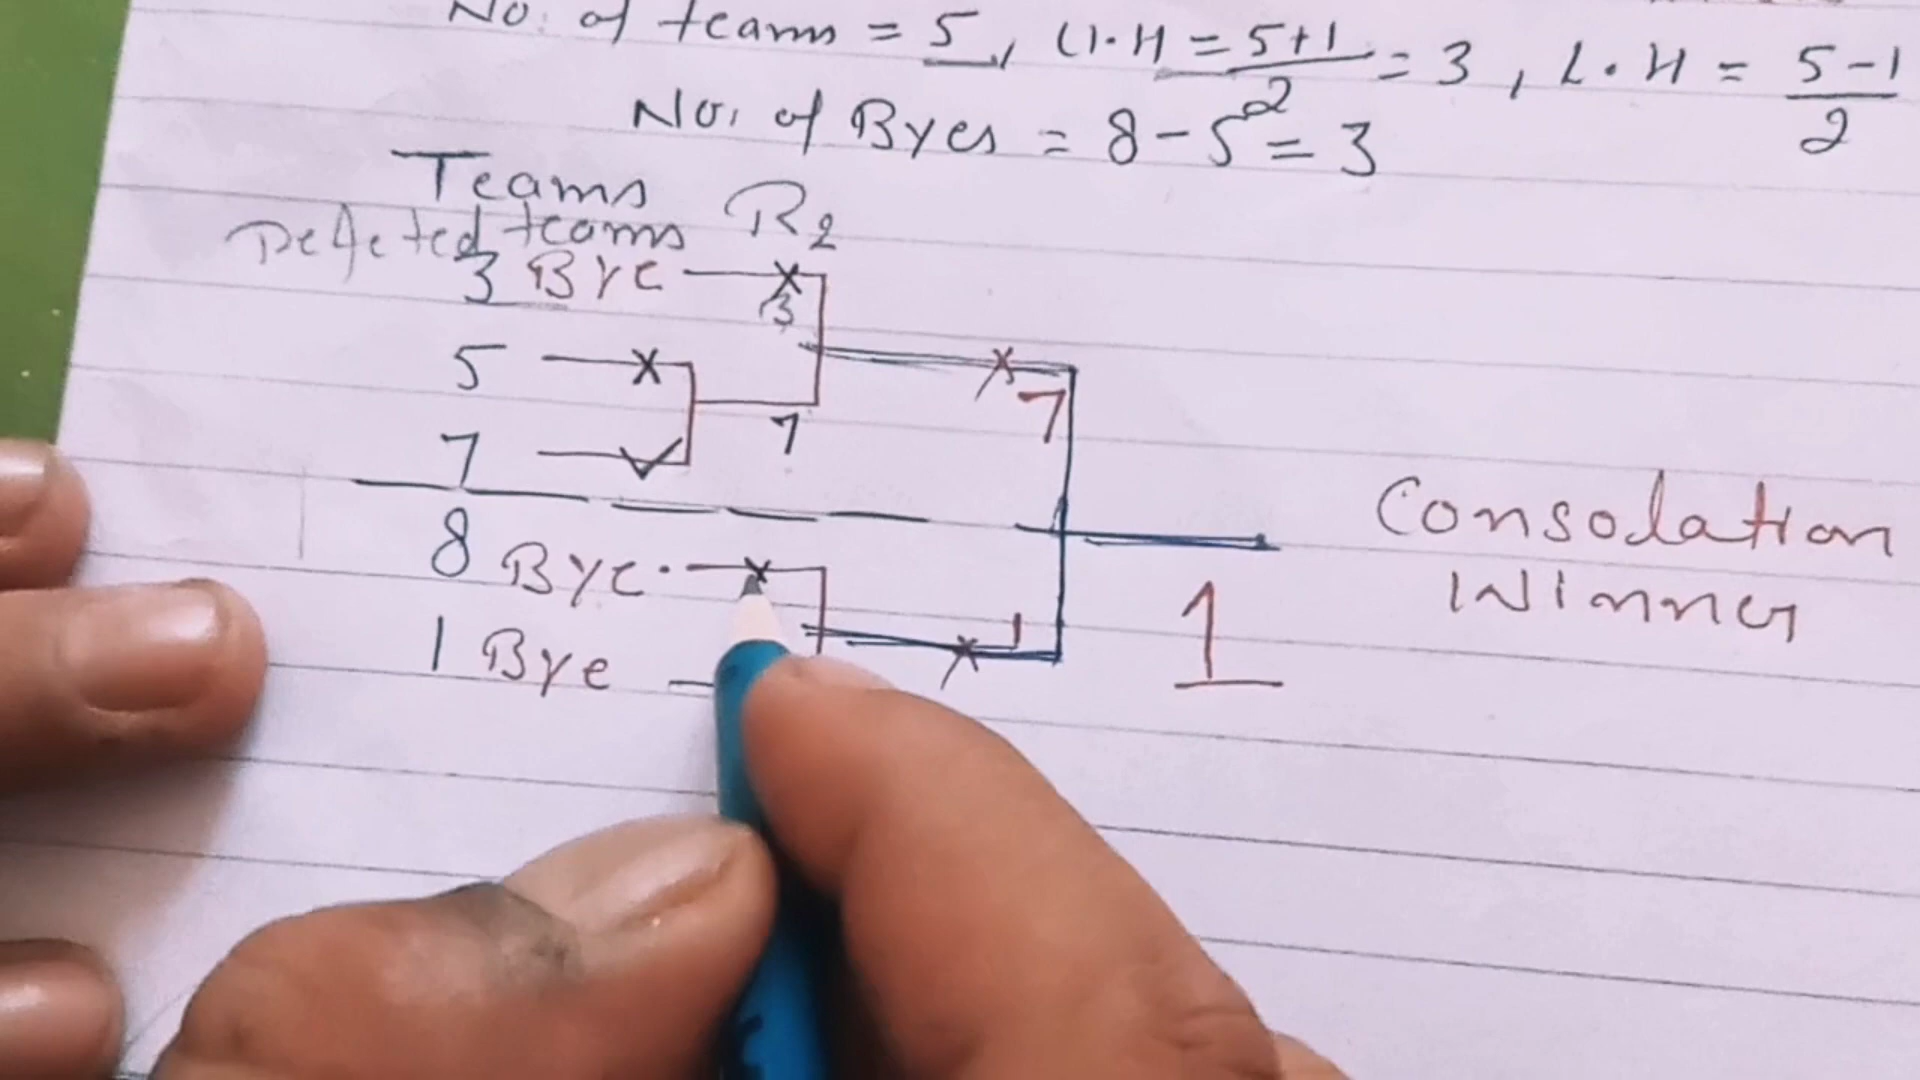 No. of teams = 5, U.H = 5+1/2 = 3, L.H = 5-1/2
No. of Byes = 8-5 = 3
Teams
Defeted teams R2
3 Bye X
3
5 X
7
7 ✓
7
8 Bye. X
1 Bye
X
X 1
Consolation
Winner
1